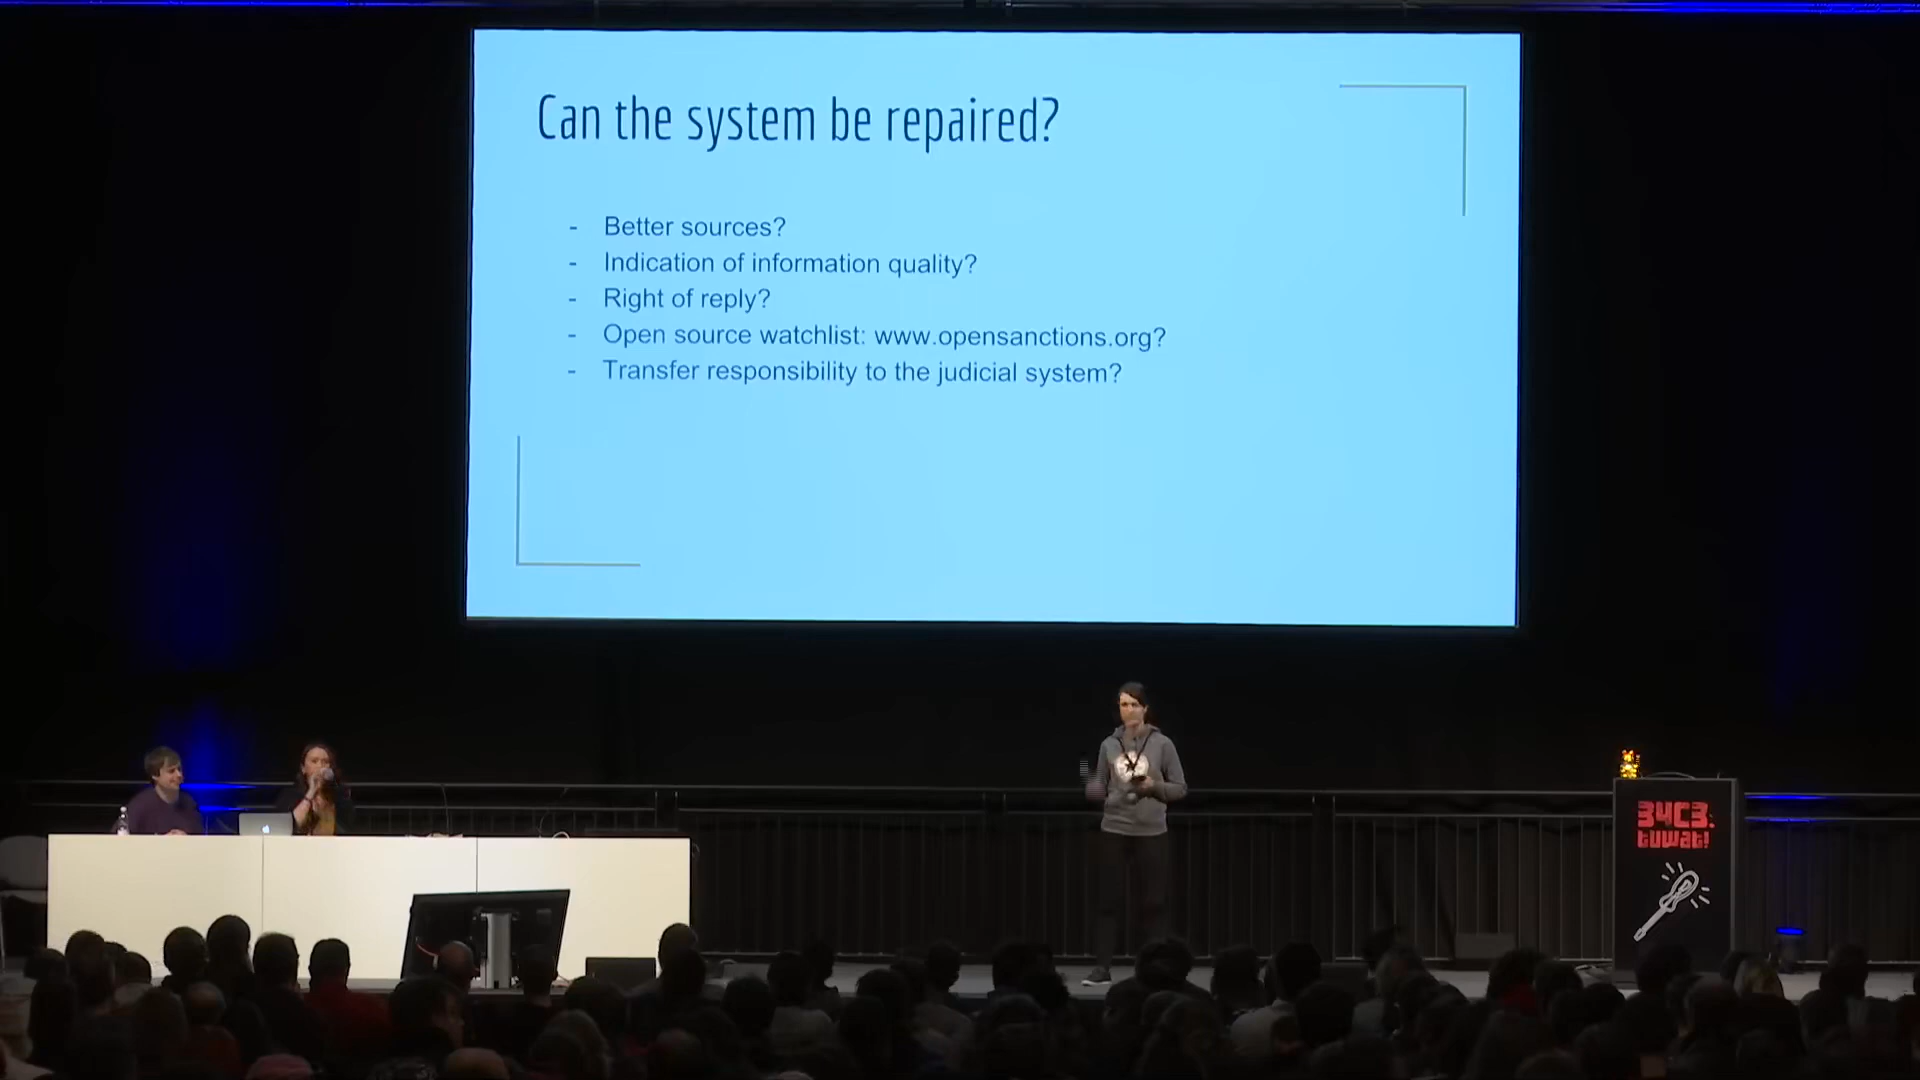 Can the system be repaired?
- Better sources?
- Indication of information quality?
- Right of reply?
- Open source watchlist: www.opensanctions.org?
- Transfer responsibility to the judicial system?
34C3.
tuwat!